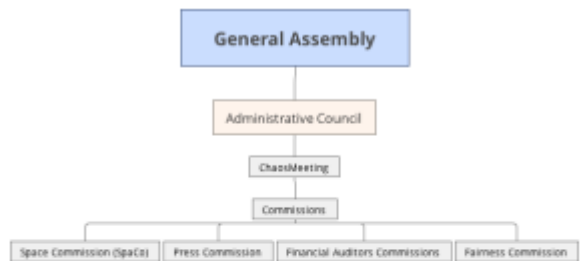 General Assembly
Administrative Council
ChaosMeeting
Commissions
Space Commission (SpaCo)
Press Commission
Financial Auditors Commissions
Fairness Commission